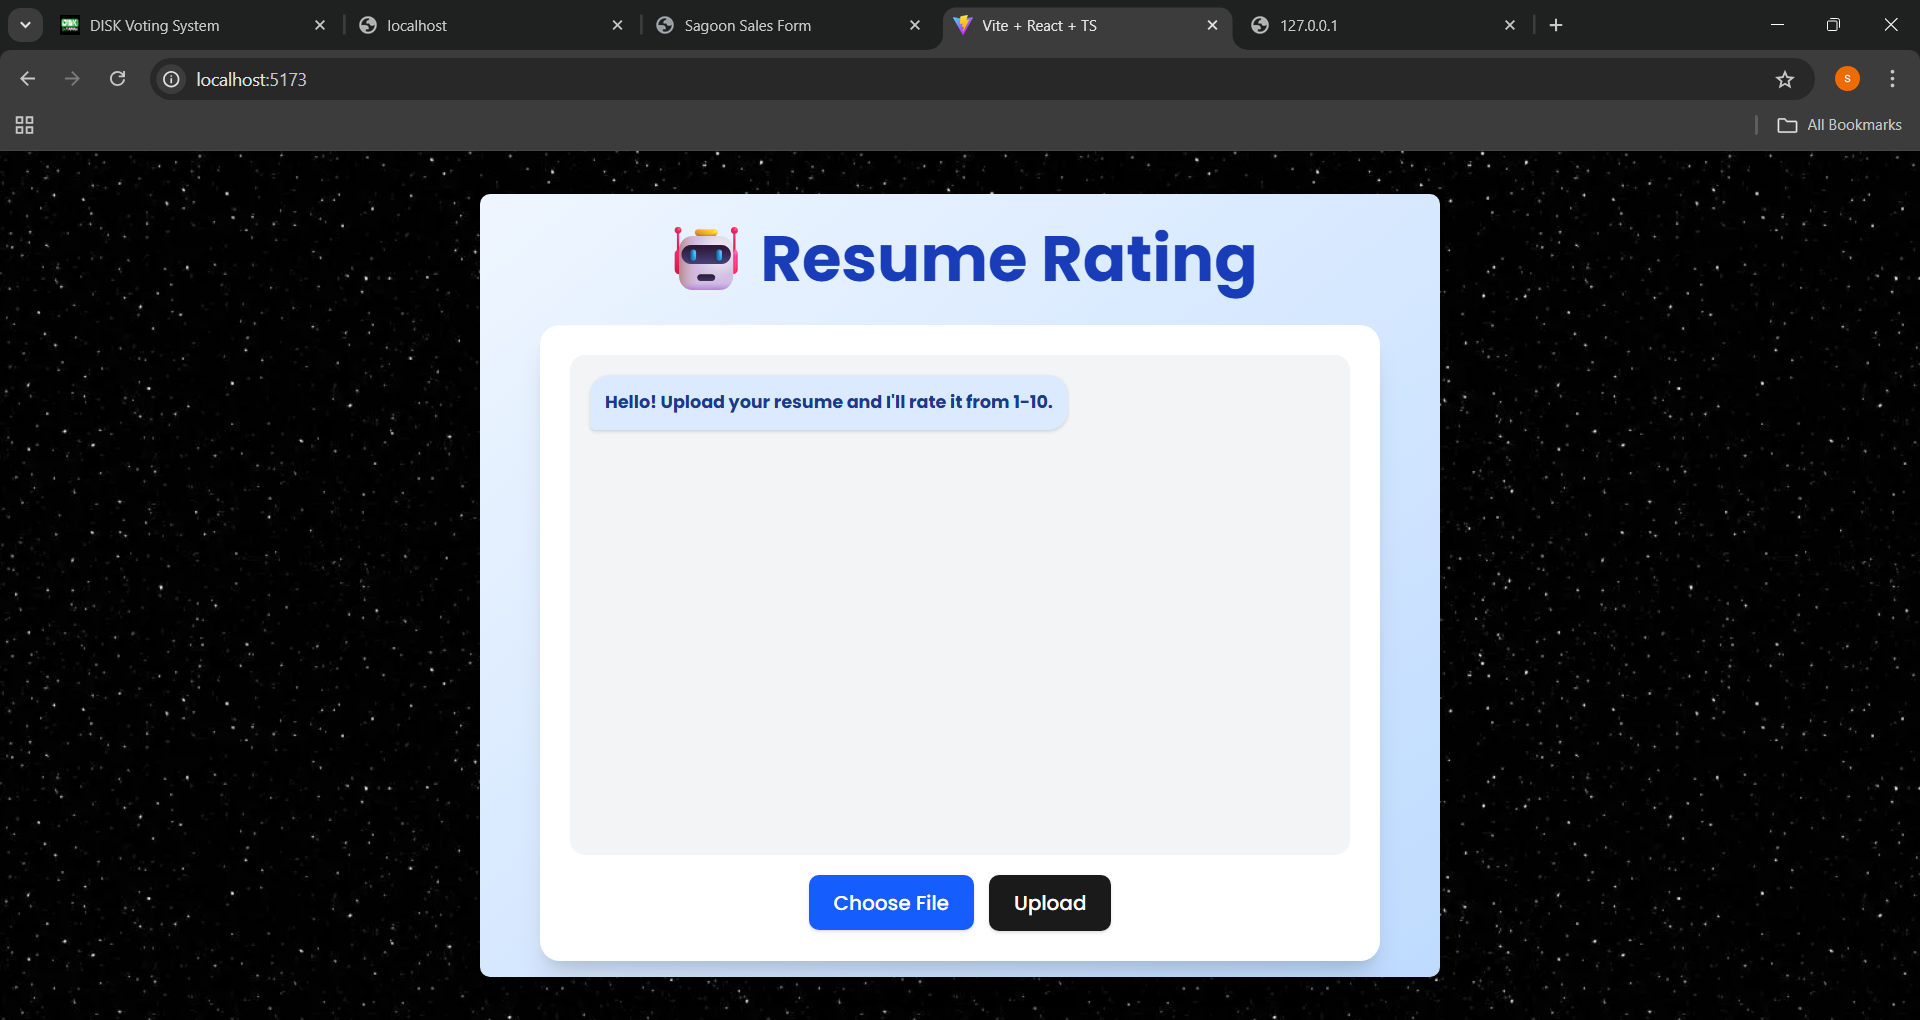 DISK Voting System
localhost
Sagoon Sales Form
Vite + React + TS
127.0.0.1
localhost:5173
S
All Bookmarks
Resume Rating
Hello! Upload your resume and I'll rate it from 1-10.
Choose File
Upload